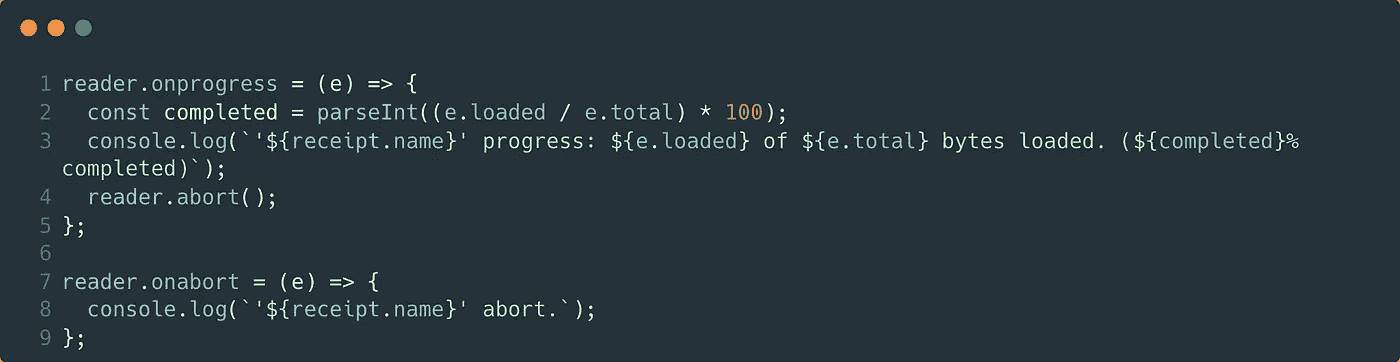 1 reader.onprogress = (e) => {
2   const completed = parseInt((e.loaded / e.total) * 100);
3   console.log(`'${receipt.name}' progress: ${e.loaded} of ${e.total} bytes loaded. (${completed}%
completed)`);
4   reader.abort();
5 };
6
7 reader.onabort = (e) => {
8   console.log(`'${receipt.name}' abort.`);
9 };